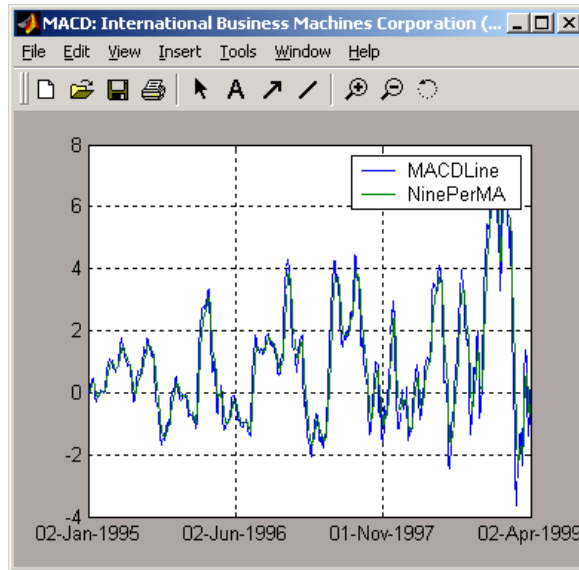 MACD: International Business Machines Corporation (...
File Edit View Insert Tools Window Help
A
8
6
4
2
0
-2
-4
MACDLine
NinePerMA
02-Jan-1995 02-Jun-1996 01-Nov-1997 02-Apr-1999